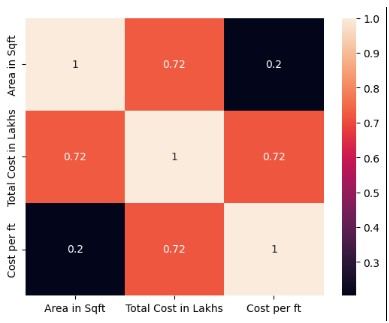 Area in Sqft
1
0.72
0.2
Total Cost in Lakhs
0.72
1
0.72
Cost per ft
0.2
0.72
1
Area in Sqft
Total Cost in Lakhs
Cost per ft
1.0
0.9
0.8
0.7
0.6
0.5
0.4
0.3